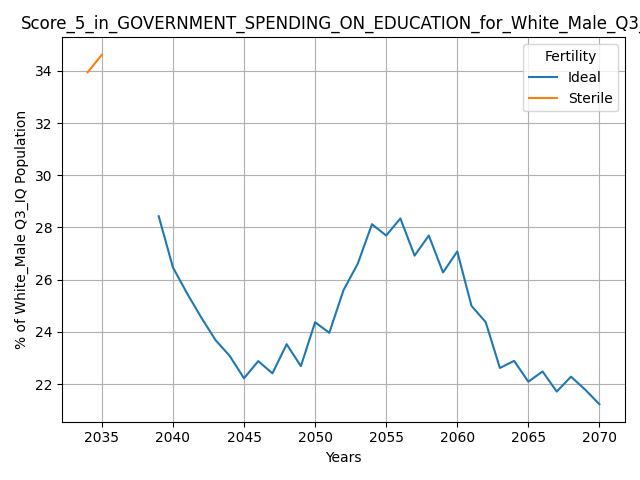 Score_5_in_GOVERNMENT_SPENDING_ON_EDUCATION_for_White_Male_Q3_
Fertility
Ideal
Sterile
% of White_Male Q3_IQ Population
34
32
30
28
26
24
22
2035 2040 2045 2050 2055 2060 2065 2070
Years